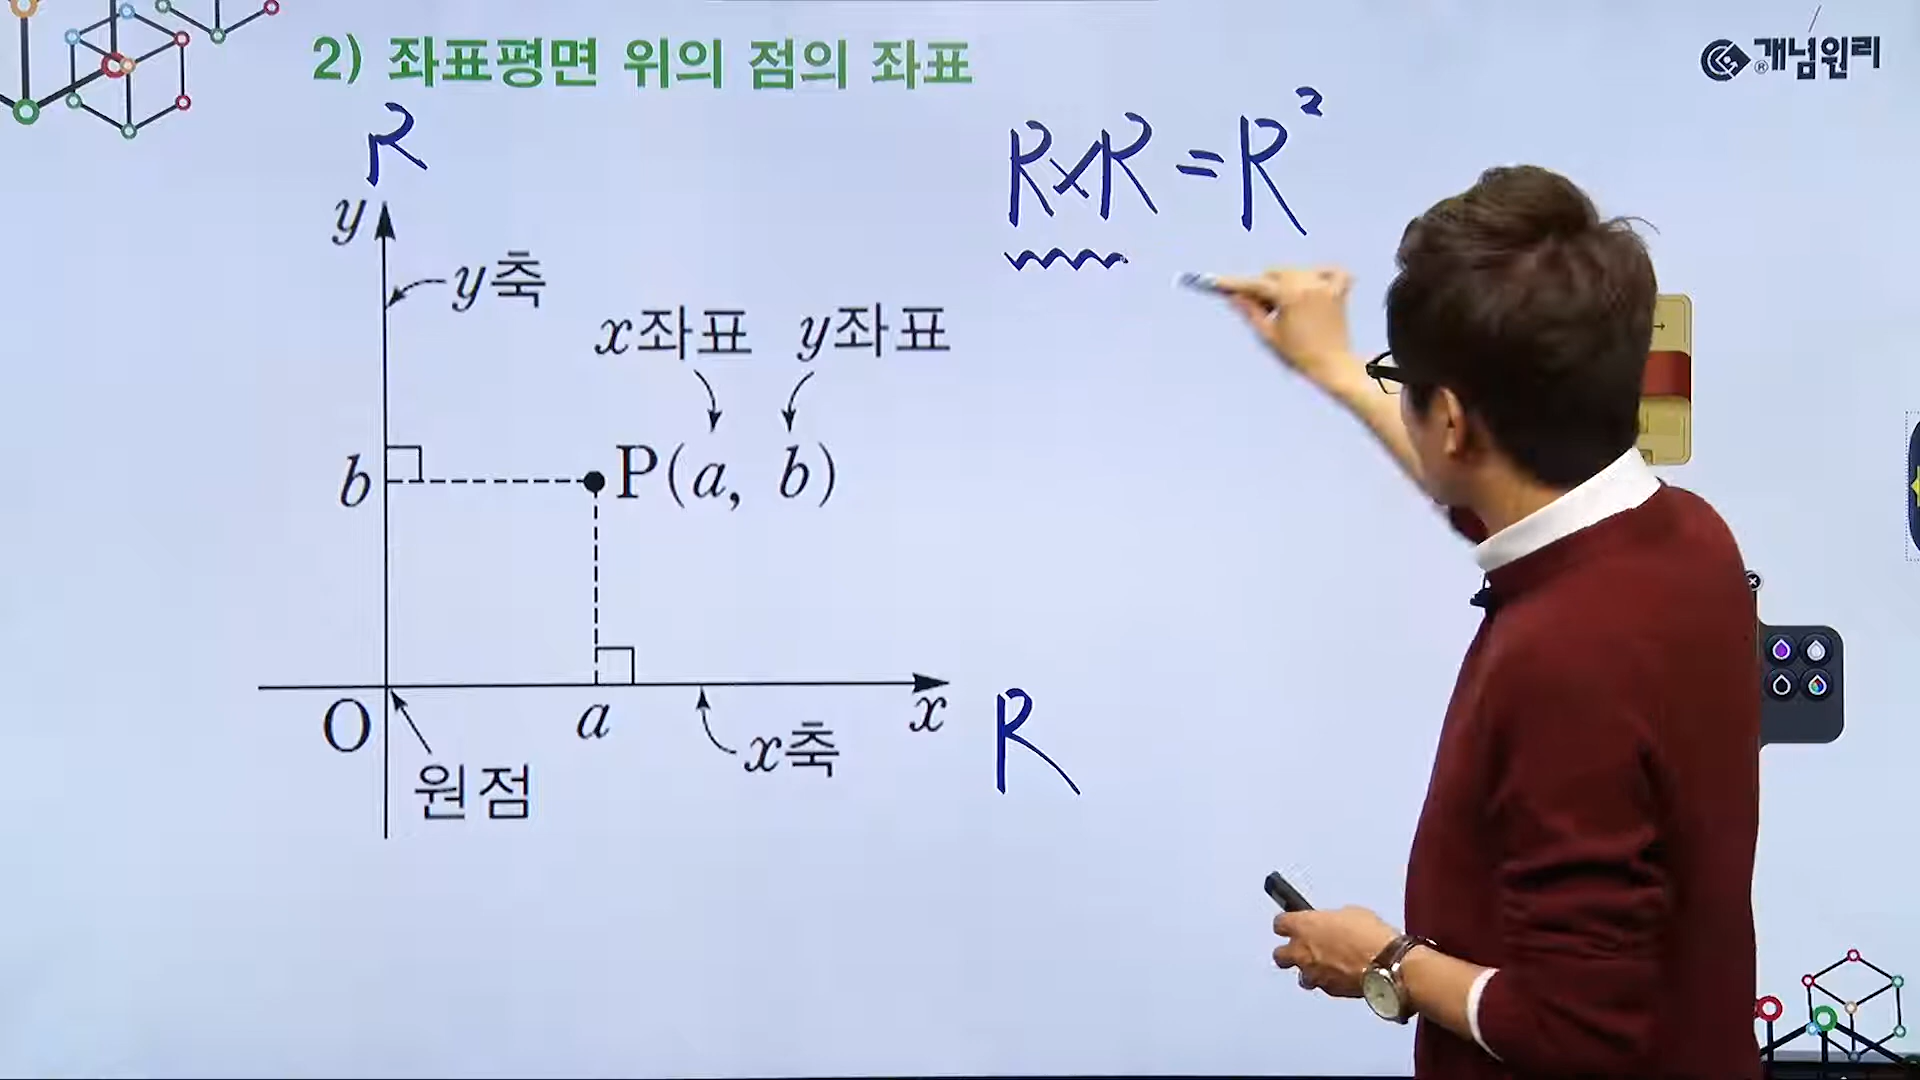 2) 좌표평면 위의 점의 좌표
개념원리
®
R
R×R = R²
y
y축
x좌표 y좌표
b
P(a, b)
O
a
x
x축
원점
R